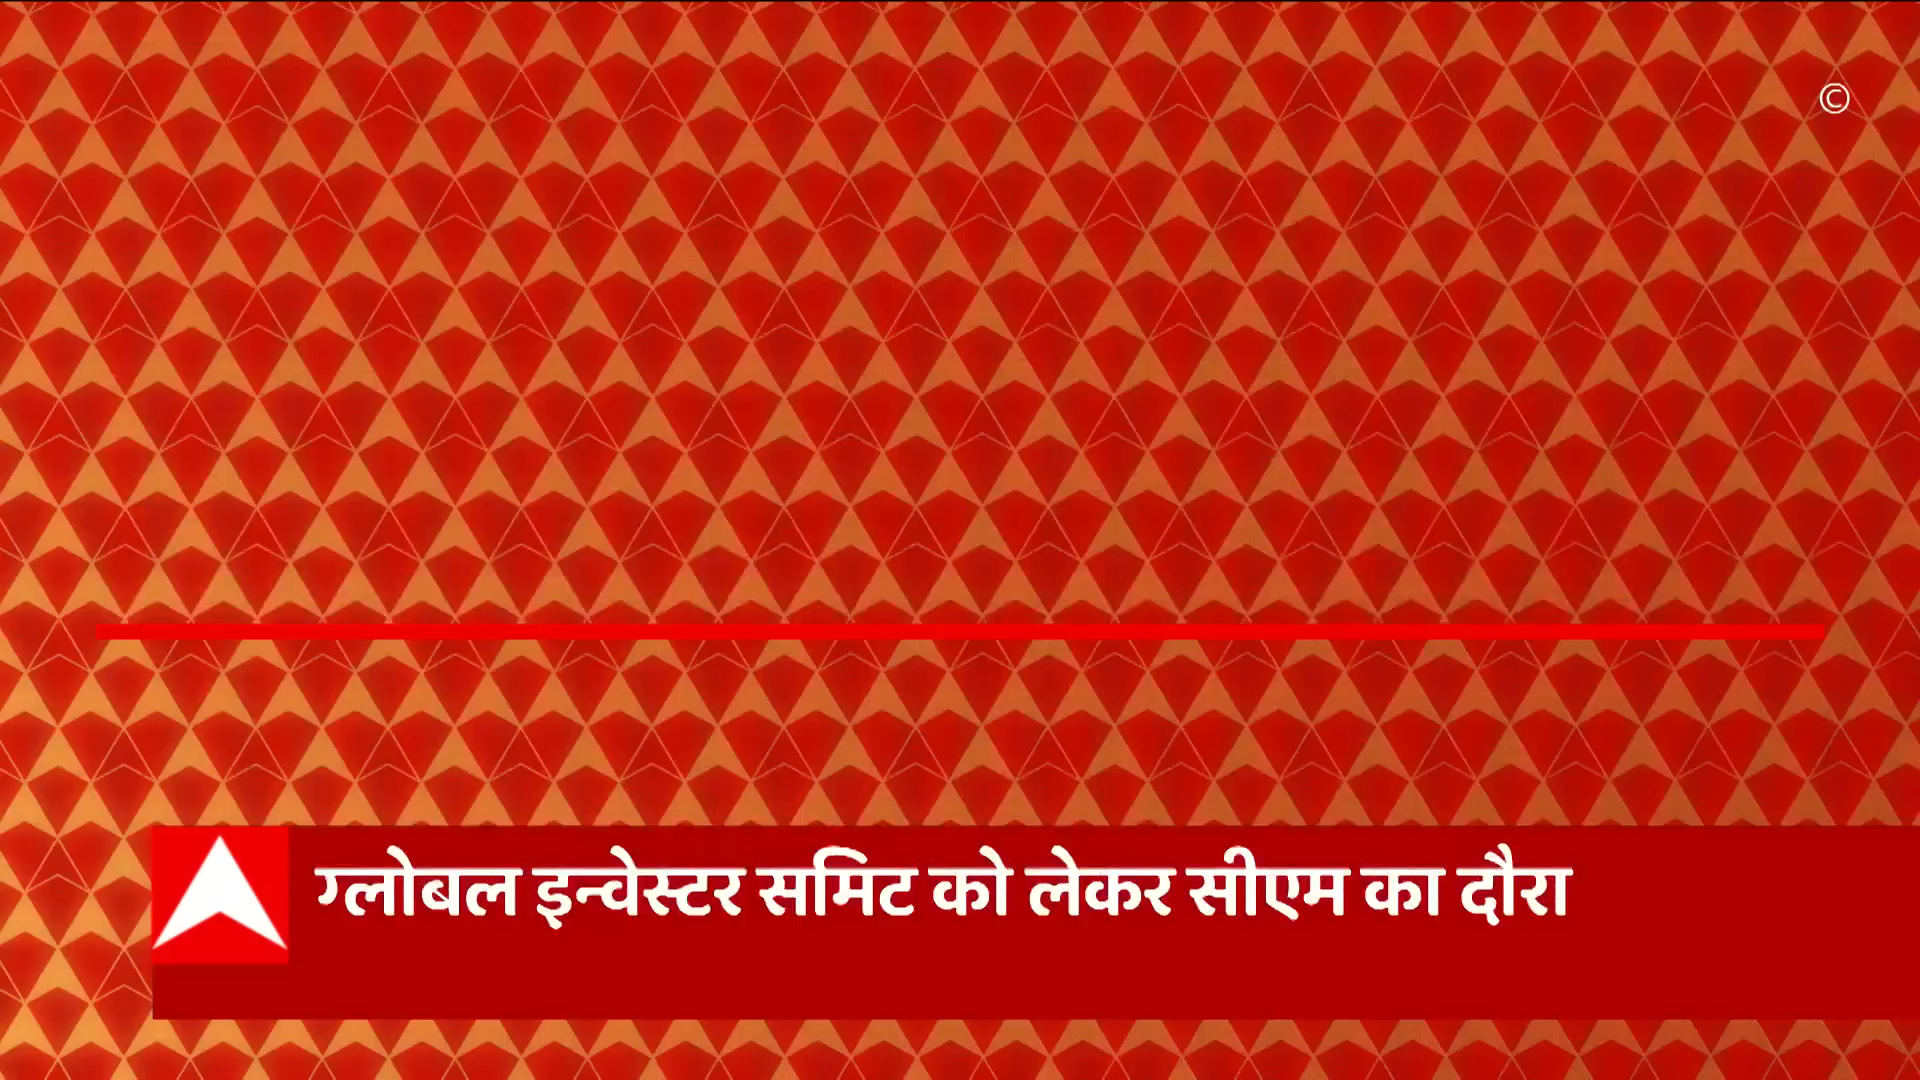 ©
ग्लोबल इन्वेस्टर समिट को लेकर सीएम का दौरा